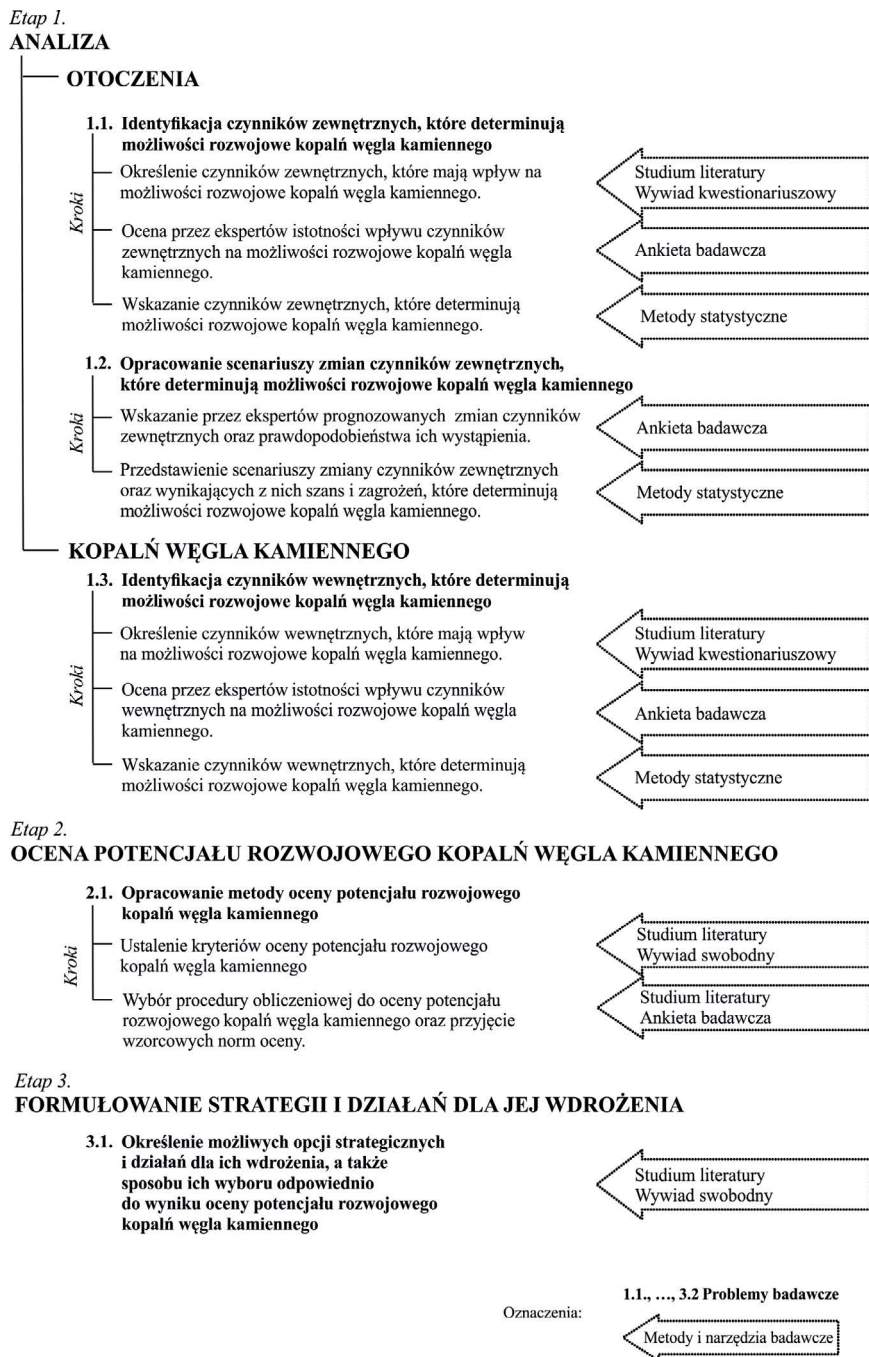 Etap 1.
ANALIZA
OTOCZENIA
1.1. Identyfikacja czynników zewnętrznych, które determinują
możliwości rozwojowe kopalń węgla kamiennego
Kroki
Określenie czynników zewnętrznych, które mają wpływ na
możliwości rozwojowe kopalń węgla kamiennego.
Studium literatury
Wywiad kwestionariuszowy
Ocena przez ekspertów istotności wpływu czynników
zewnętrznych na możliwości rozwojowe kopalń węgla
kamiennego.
Ankieta badawcza
Wskazanie czynników zewnętrznych, które determinują
możliwości rozwojowe kopalń węgla kamiennego.
Metody statystyczne
1.2. Opracowanie scenariuszy zmian czynników zewnętrznych,
które determinują możliwości rozwojowe kopalń węgla kamiennego
Kroki
Wskazanie przez ekspertów prognozowanych zmian czynników
zewnętrznych oraz prawdopodobieństwa ich wystąpienia.
Ankieta badawcza
Przedstawienie scenariuszy zmiany czynników zewnętrznych
oraz wynikających z nich szans i zagrożeń, które determinują
możliwości rozwojowe kopalń węgla kamiennego.
Metody statystyczne
KOPALŃ WĘGLA KAMIENNEGO
1.3. Identyfikacja czynników wewnętrznych, które determinują
możliwości rozwojowe kopalń węgla kamiennego
Kroki
Określenie czynników wewnętrznych, które mają wpływ
na możliwości rozwojowe kopalń węgla kamiennego.
Studium literatury
Wywiad kwestionariuszowy
Ocena przez ekspertów istotności wpływu czynników
wewnętrznych na możliwości rozwojowe kopalń węgla
kamiennego.
Ankieta badawcza
Wskazanie czynników wewnętrznych, które determinują
możliwości rozwojowe kopalń węgla kamiennego.
Metody statystyczne
Etap 2.
OCENA POTENCJAŁU ROZWOJOWEGO KOPALŃ WĘGLA KAMIENNEGO
2.1. Opracowanie metody oceny potencjału rozwojowego
kopalń węgla kamiennego
Kroki
Ustalenie kryteriów oceny potencjału rozwojowego
kopalń węgla kamiennego
Studium literatury
Wywiad swobodny
Wybór procedury obliczeniowej do oceny potencjału
rozwojowego kopalń węgla kamiennego oraz przyjęcie
wzorcowych norm oceny.
Studium literatury
Ankieta badawcza
Etap 3.
FORMUŁOWANIE STRATEGII I DZIAŁAŃ DLA JEJ WDROŻENIA
3.1. Określenie możliwych opcji strategicznych
i działań dla ich wdrożenia, a także
sposobu ich wyboru odpowiednio
do wyniku oceny potencjału rozwojowego
kopalń węgla kamiennego
Studium literatury
Wywiad swobodny
Oznaczenia:
1.1., …, 3.2 Problemy badawcze
Metody i narzędzia badawcze